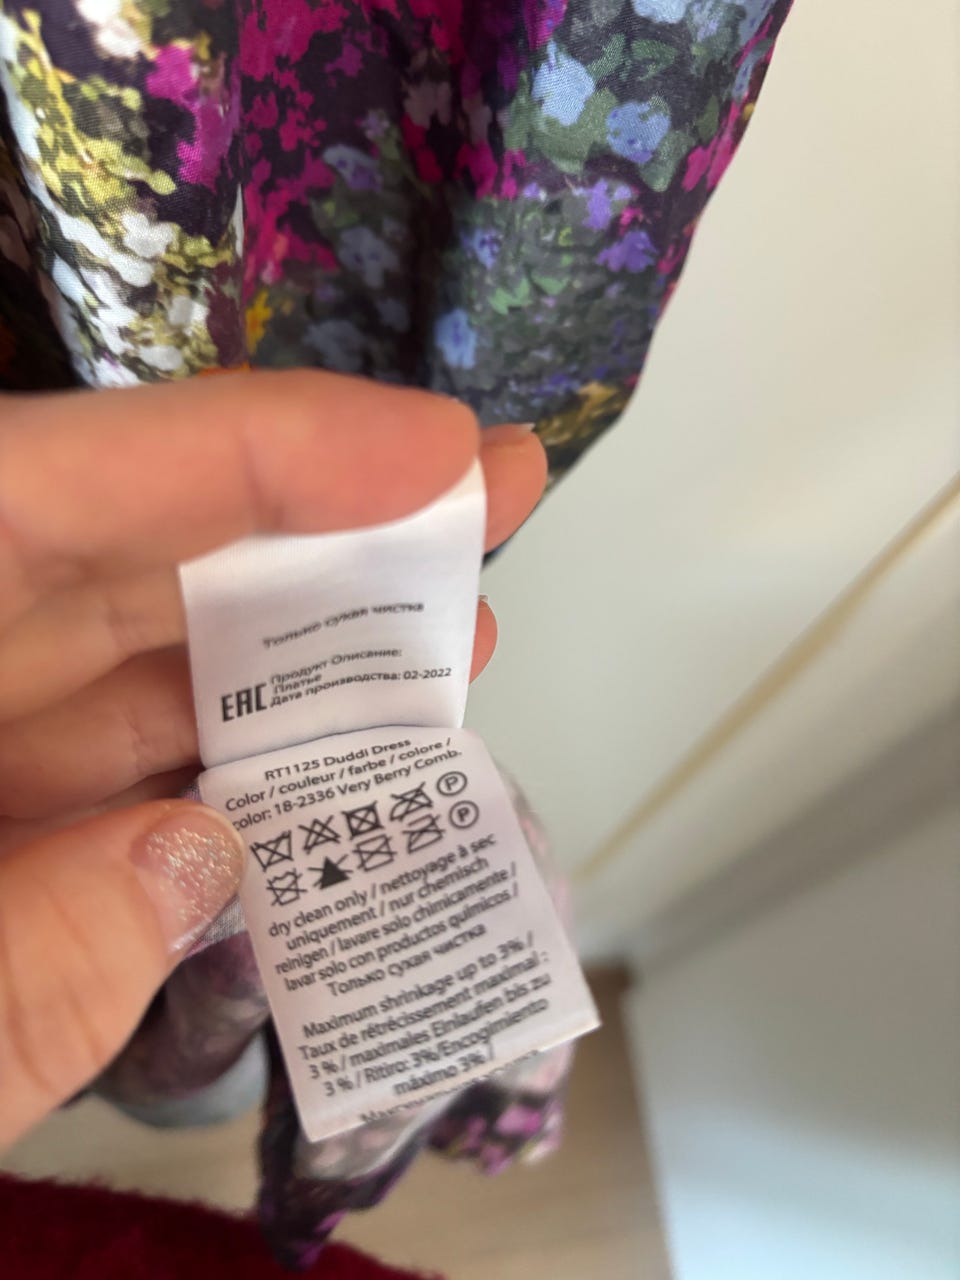 Только сухая чистка
Продукт Описание:
Платье
EAC Дата производства: 02-2022
RT1125 Duddi Dress
Color / couleur / farbe / colore /
color: 18-2336 Very Berry Comb.
P
P
dry clean only / nettoyage à sec
uniquement / nur chemisch
reinigen / lavare solo chimicamente /
lavar solo con productos químicos /
Только сухая чистка
Maximum shrinkage up to 3% /
Taux de rétrécissement maximal :
3 % / maximales Einlaufen bis zu
3 % / Ritiro: 3%/Encogimiento
máximo 3% /